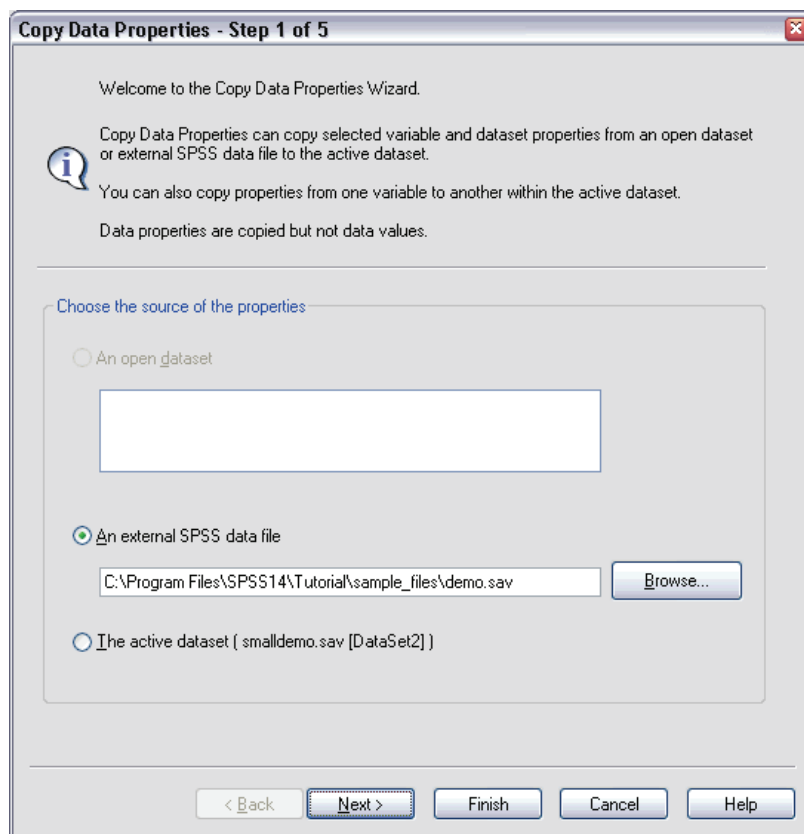 Copy Data Properties - Step 1 of 5
Welcome to the Copy Data Properties Wizard.
Copy Data Properties can copy selected variable and dataset properties from an open dataset
or external SPSS data file to the active dataset.
You can also copy properties from one variable to another within the active dataset.
Data properties are copied but not data values.
Choose the source of the properties
An open dataset
An external SPSS data file
C:\Program Files\SPSS14\Tutorial\sample_files\demo.sav
Browse...
The active dataset ( smalldemo.sav [DataSet2] )
< Back
Next >
Finish
Cancel
Help